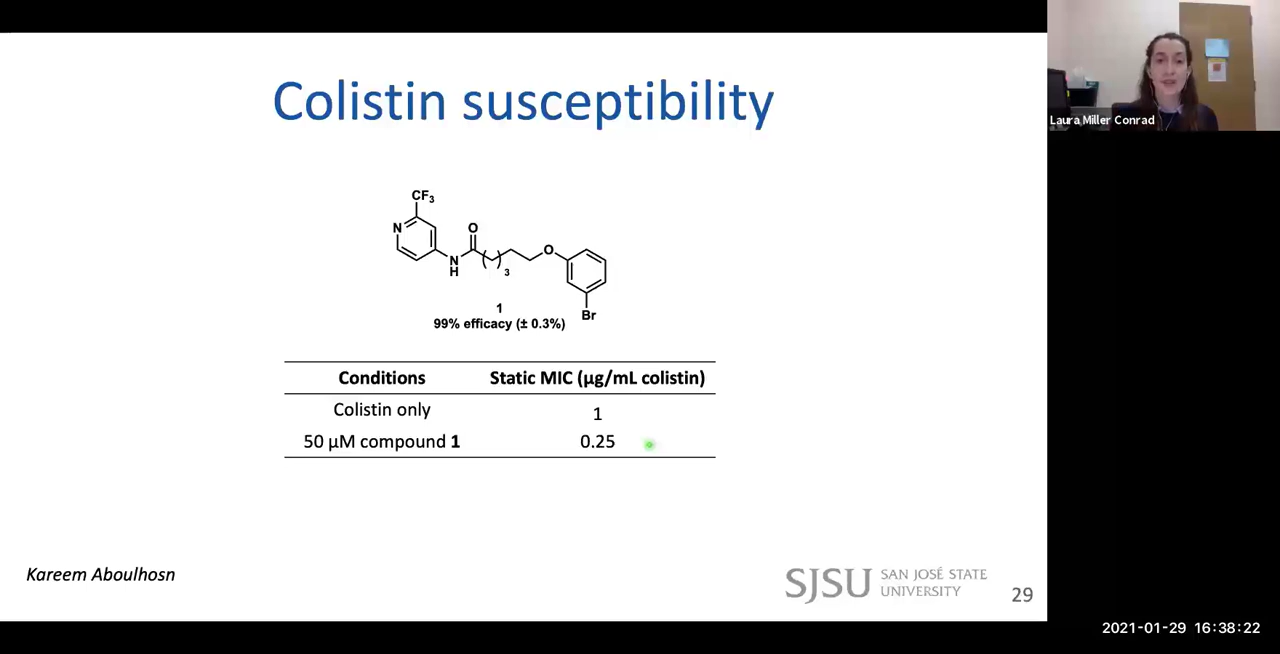 Colistin susceptibility
Laura Miller Conrad
CF3
N
O
N
H
3
O
Br
1
99% efficacy (± 0.3%)
Conditions Static MIC (µg/mL colistin)
Colistin only 1
50 µM compound 1 0.25
Kareem Aboulhosn
SJSU SAN JOSÉ STATE
UNIVERSITY
29
2021-01-29 16:38:22